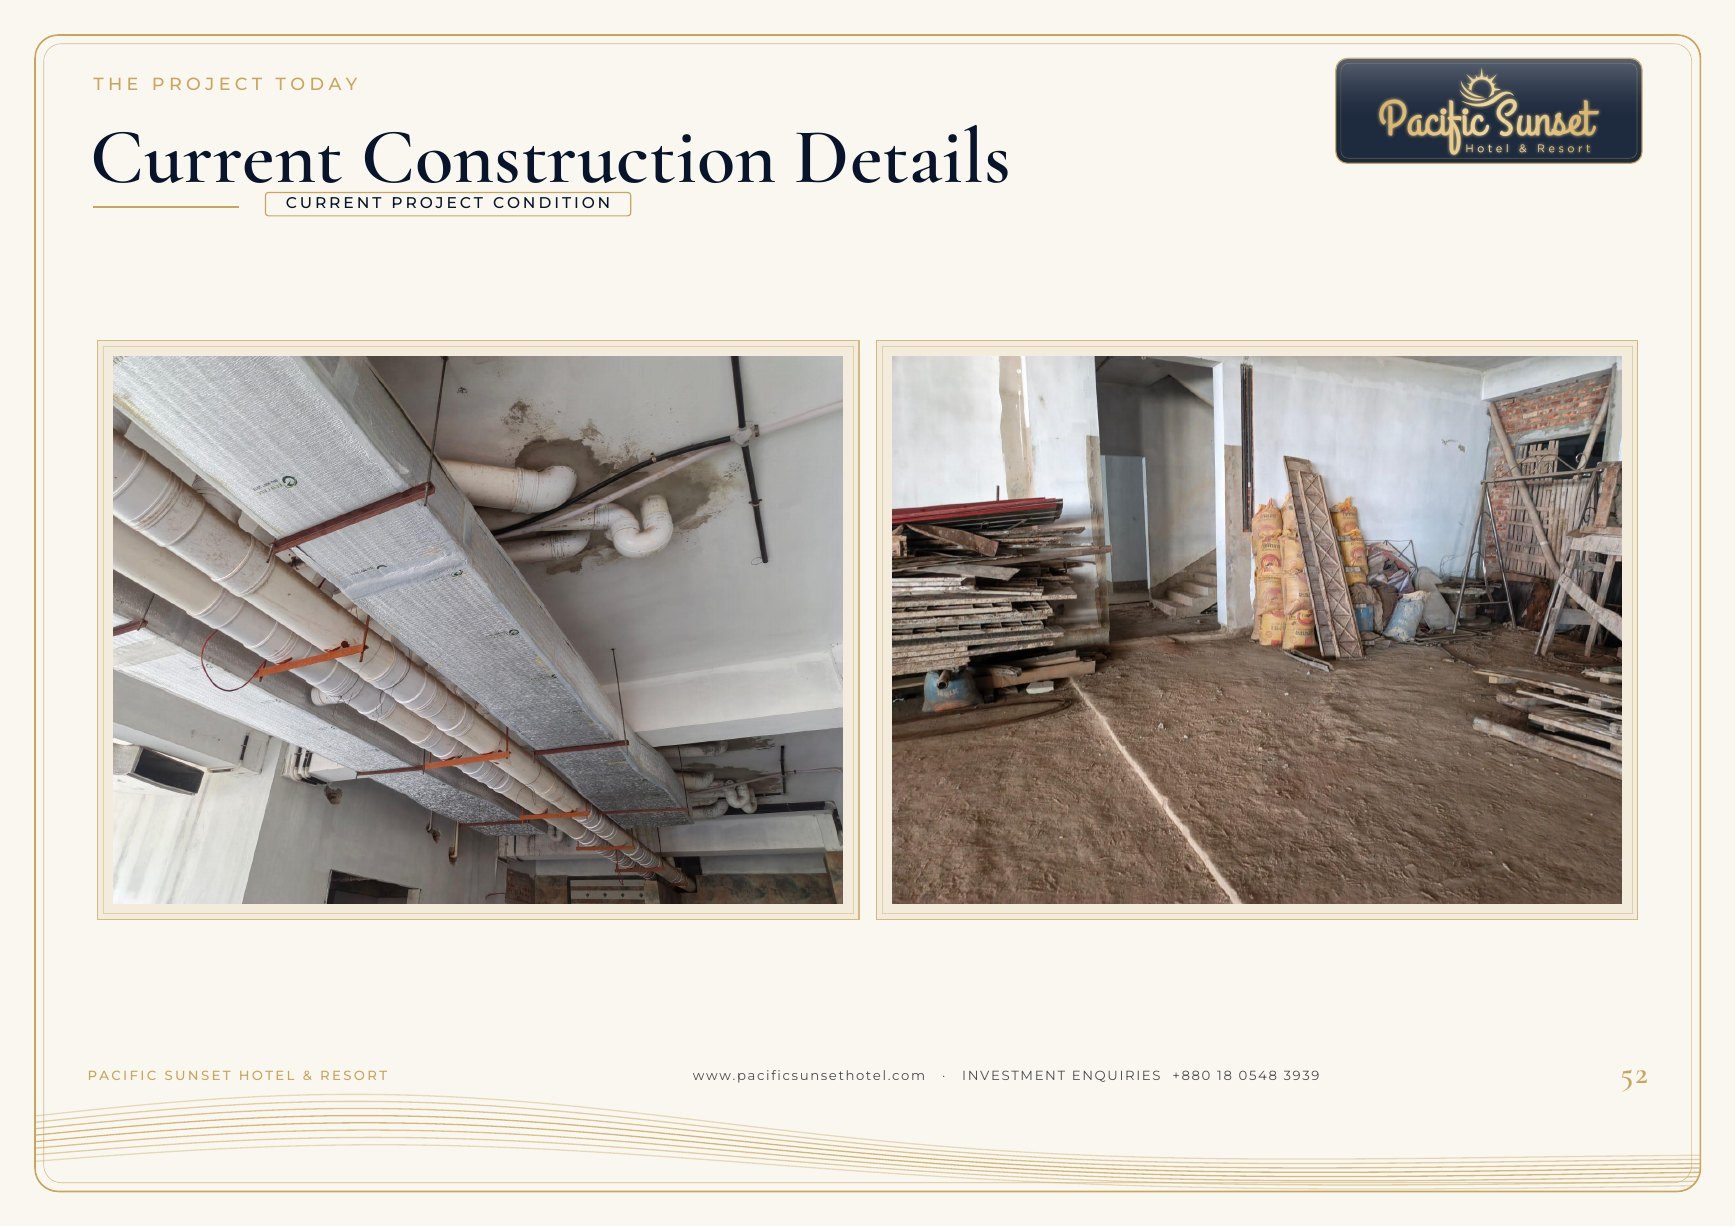 THE PROJECT TODAY
Pacific Sunset
Hotel & Resort
Current Construction Details
CURRENT PROJECT CONDITION
PACIFIC SUNSET HOTEL & RESORT
www.pacificsunsethotel.com · INVESTMENT ENQUIRIES +880 18 0548 3939
52